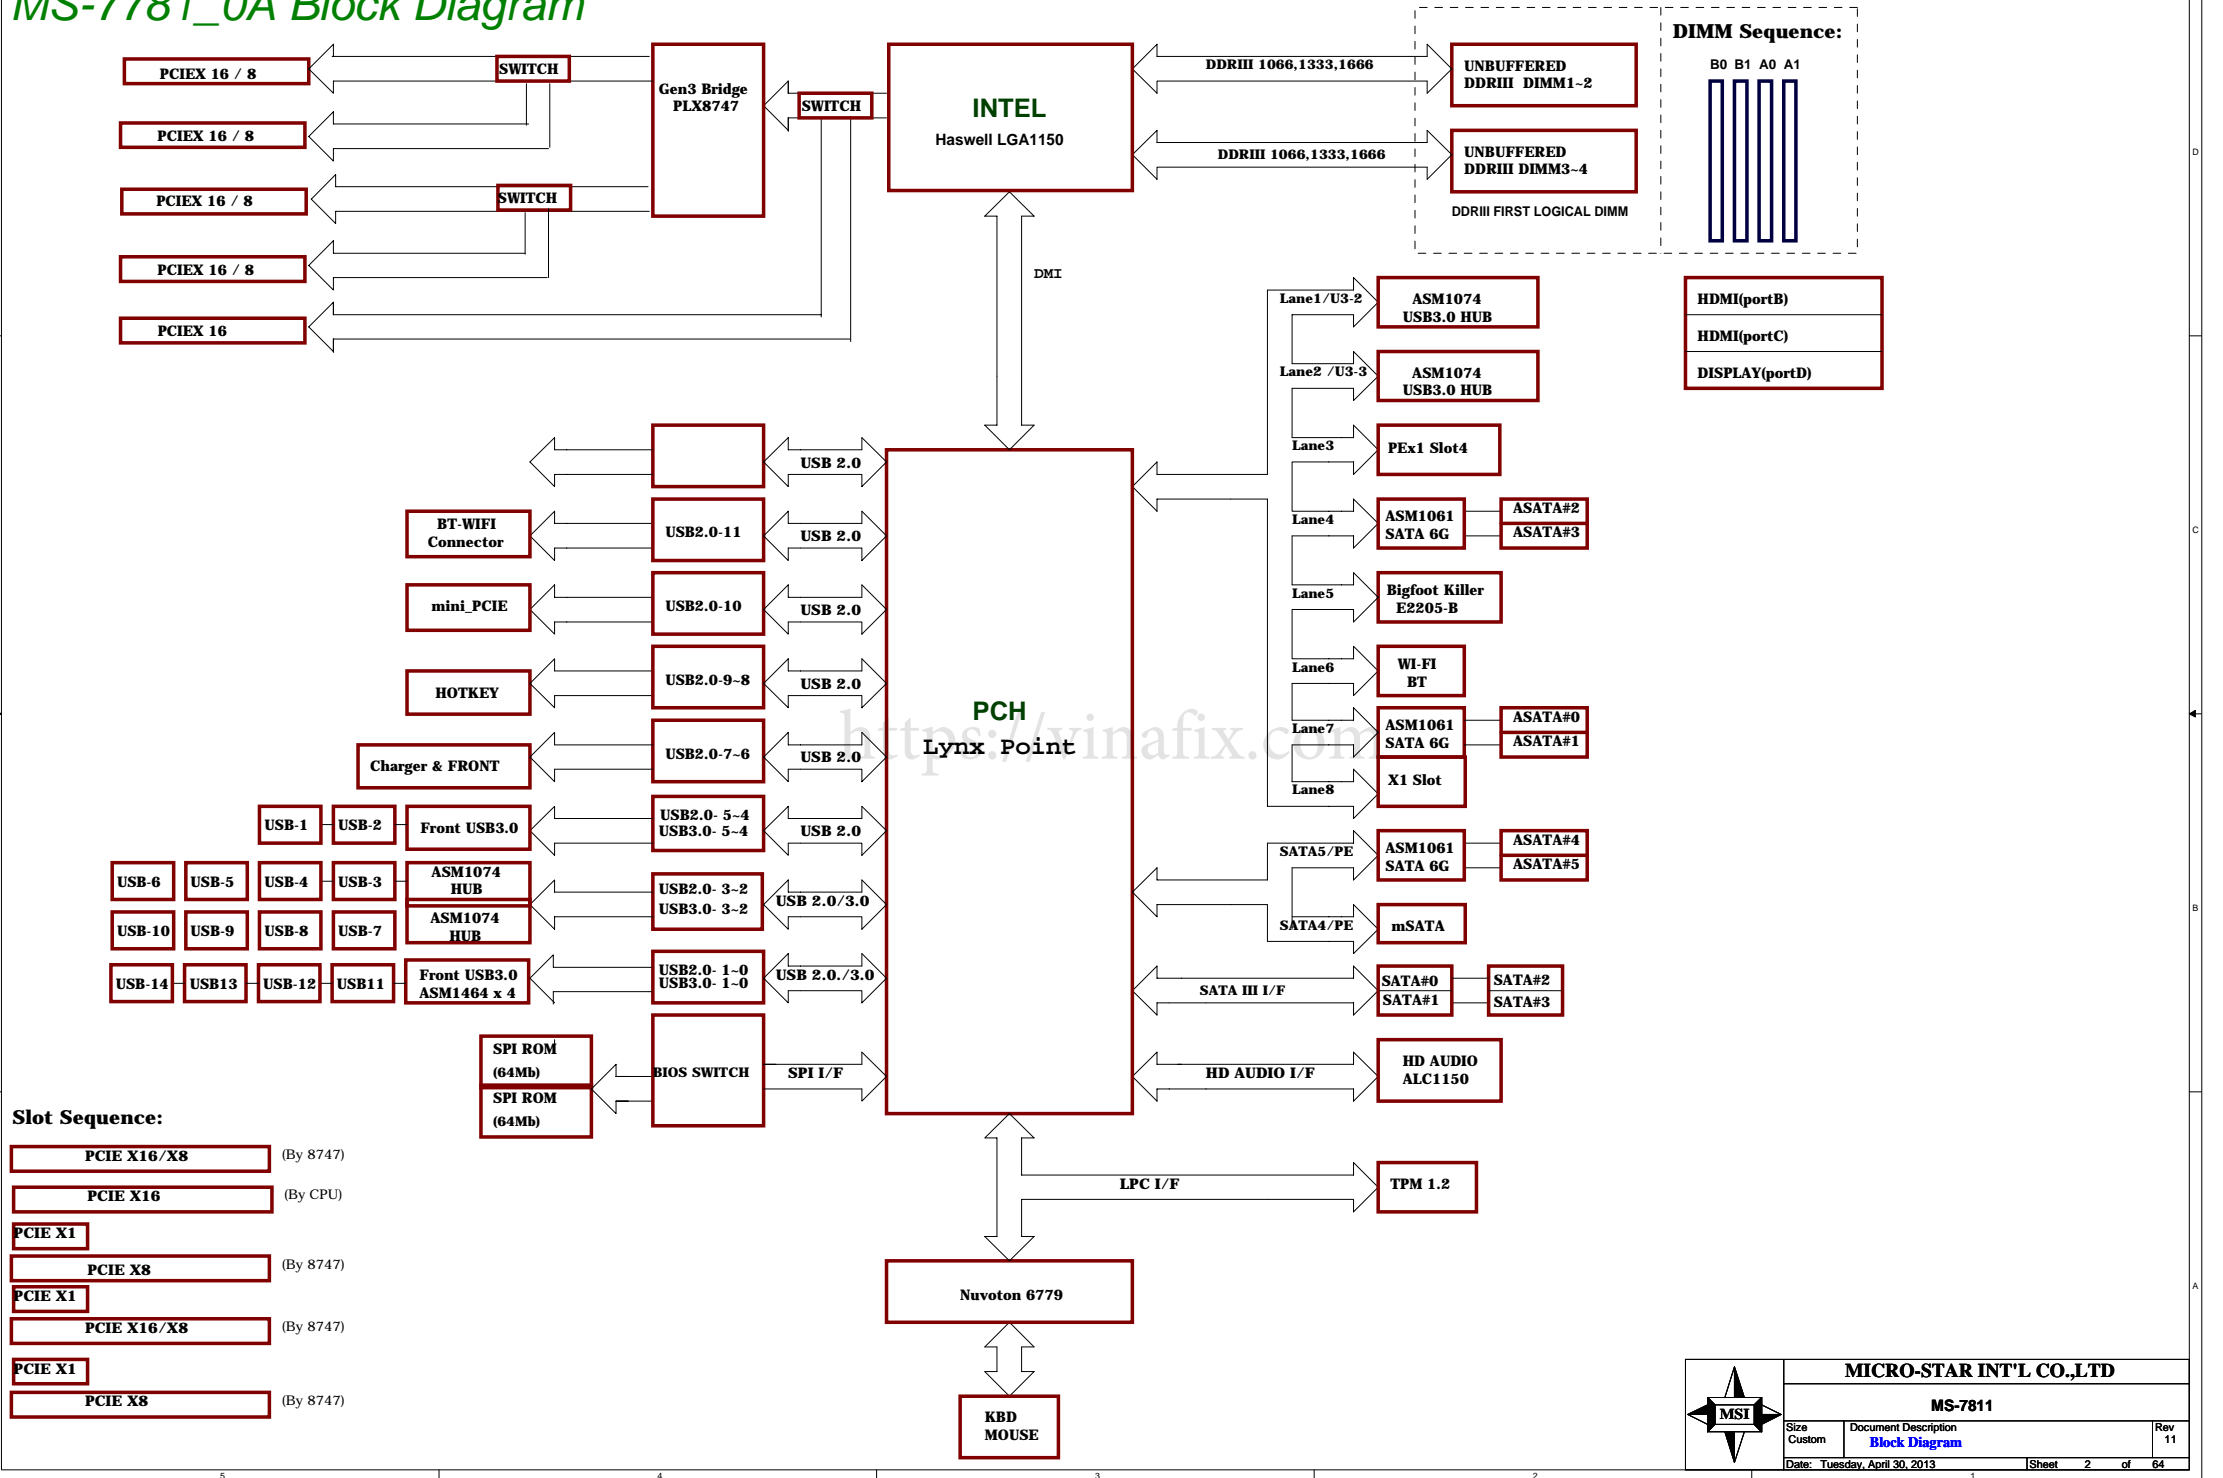 MS-7781_0A Block Diagram
PCIEX 16 / 8
PCIEX 16 / 8
PCIEX 16 / 8
PCIEX 16 / 8
PCIEX 16
SWITCH
SWITCH
Gen3 Bridge
PLX8747
SWITCH
INTEL
Haswell LGA1150
DDRIII 1066,1333,1666
DDRIII 1066,1333,1666
UNBUFFERED
DDRIII DIMM1~2
UNBUFFERED
DDRIII DIMM3~4
DDRIII FIRST LOGICAL DIMM
DIMM Sequence:
B0 B1 A0 A1
DMI
HDMI(portB)
HDMI(portC)
DISPLAY(portD)
Lane1/U3-2
ASM1074
USB3.0 HUB
Lane2 /U3-3
ASM1074
USB3.0 HUB
Lane3
PEx1 Slot4
Lane4
ASM1061
SATA 6G
ASATA#2
ASATA#3
Lane5
Bigfoot Killer
E2205-B
Lane6
WI-FI
BT
Lane7
ASM1061
SATA 6G
ASATA#0
ASATA#1
Lane8
X1 Slot
SATA5/PE
ASM1061
SATA 6G
ASATA#4
ASATA#5
SATA4/PE
mSATA
SATA III I/F
SATA#0
SATA#1
SATA#2
SATA#3
HD AUDIO I/F
HD AUDIO
ALC1150
PCH
Lynx Point
https://vinafix.com
USB 2.0
BT-WIFI
Connector
USB2.0-11
USB 2.0
mini_PCIE
USB2.0-10
USB 2.0
HOTKEY
USB2.0-9~8
USB 2.0
Charger & FRONT
USB2.0-7~6
USB 2.0
USB-1
USB-2
Front USB3.0
USB2.0- 5~4
USB3.0- 5~4
USB 2.0
USB-6
USB-5
USB-4
USB-3
ASM1074
HUB
USB-10
USB-9
USB-8
USB-7
ASM1074
HUB
USB2.0- 3~2
USB3.0- 3~2
USB 2.0/3.0
USB-14
USB13
USB-12
USB11
Front USB3.0
ASM1464 x 4
USB2.0- 1~0
USB3.0- 1~0
USB 2.0./3.0
SPI ROM
(64Mb)
SPI ROM
(64Mb)
BIOS SWITCH
SPI I/F
LPC I/F
TPM 1.2
Nuvoton 6779
KBD
MOUSE
Slot Sequence:
PCIE X16/X8 (By 8747)
PCIE X16 (By CPU)
PCIE X1
PCIE X8 (By 8747)
PCIE X1
PCIE X16/X8 (By 8747)
PCIE X1
PCIE X8 (By 8747)
D
C
B
A
5 4 3 2 1
MSI
MICRO-STAR INT'L CO.,LTD
MS-7811
Size
Custom
Document Description
Block Diagram
Rev
11
Date: Tuesday, April 30, 2013
Sheet 2 of 64